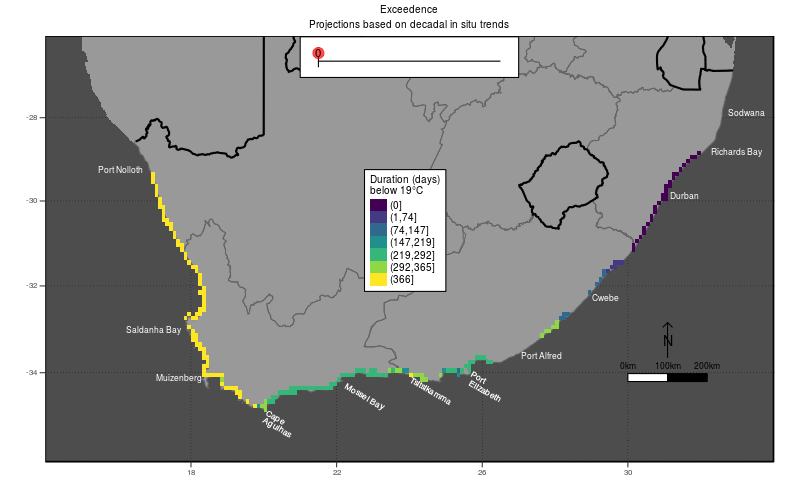 Exceedence
Projections based on decadal in situ trends
0
-28
-30
-32
-34
Sodwana
Richards Bay
Port Nolloth
Durban
Duration (days)
below 19°C
(0]
(1,74]
(74,147]
(147,219]
(219,292]
(292,365]
(366]
Cwebe
Saldanha Bay
N
Port Alfred
0km 100km 200km
Muizenberg
Port
Elizabeth
Tsitsikamma
Mossel Bay
Cape
Agulhas
18 22 26 30